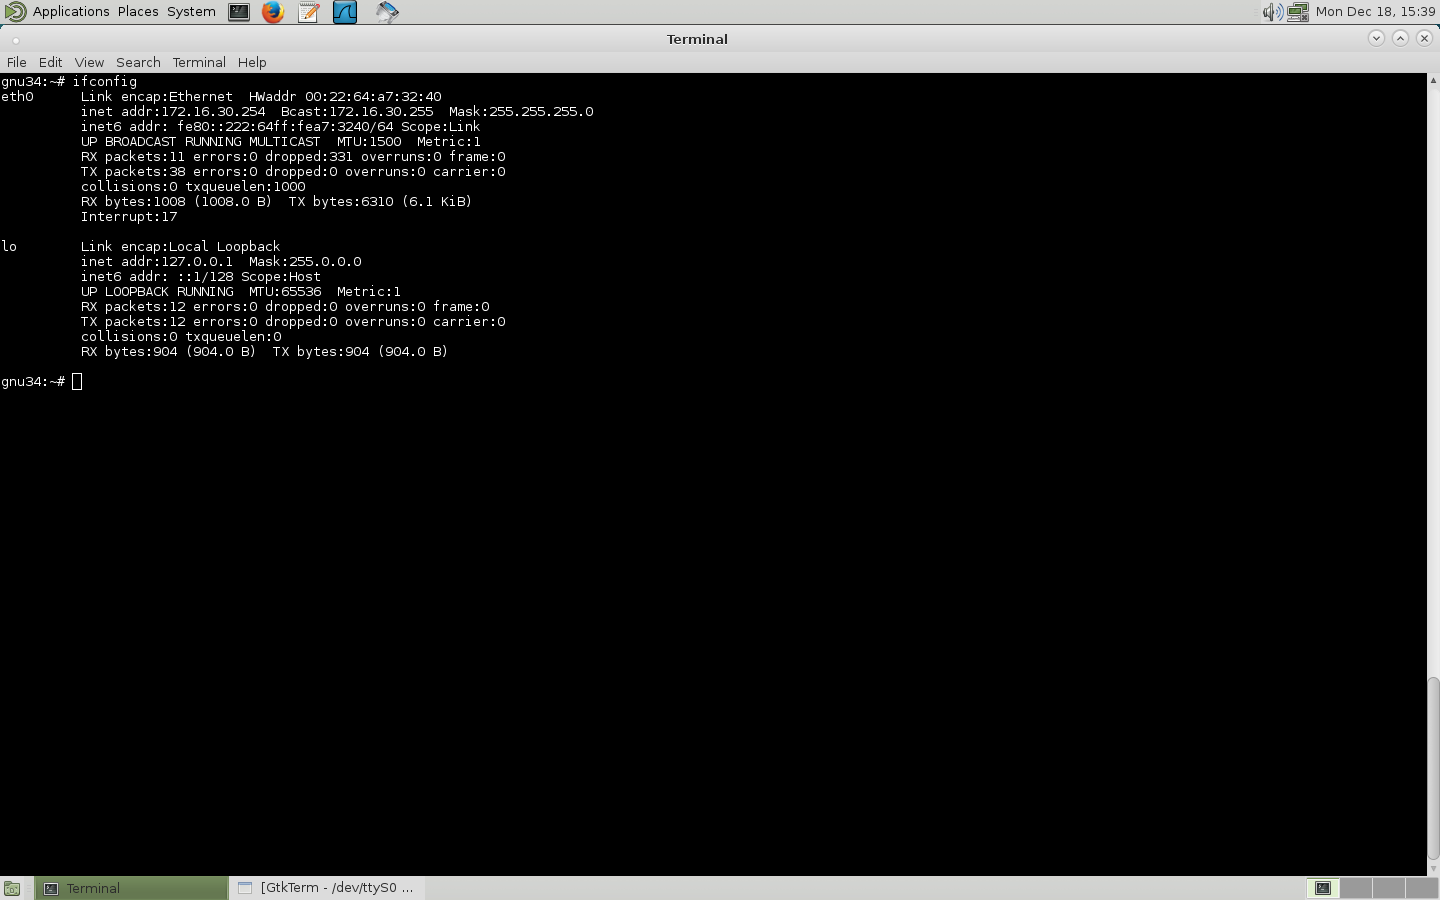 Applications Places System Mon Dec 18, 15:39
Terminal
File Edit View Search Terminal Help
gnu34:~# ifconfig
eth0      Link encap:Ethernet  HWaddr 00:22:64:a7:32:40
          inet addr:172.16.30.254  Bcast:172.16.30.255  Mask:255.255.255.0
          inet6 addr: fe80::222:64ff:fea7:3240/64 Scope:Link
          UP BROADCAST RUNNING MULTICAST  MTU:1500  Metric:1
          RX packets:11 errors:0 dropped:331 overruns:0 frame:0
          TX packets:38 errors:0 dropped:0 overruns:0 carrier:0
          collisions:0 txqueuelen:1000
          RX bytes:1008 (1008.0 B)  TX bytes:6310 (6.1 KiB)
          Interrupt:17
lo        Link encap:Local Loopback
          inet addr:127.0.0.1  Mask:255.0.0.0
          inet6 addr: ::1/128 Scope:Host
          UP LOOPBACK RUNNING  MTU:65536  Metric:1
          RX packets:12 errors:0 dropped:0 overruns:0 frame:0
          TX packets:12 errors:0 dropped:0 overruns:0 carrier:0
          collisions:0 txqueuelen:0
          RX bytes:904 (904.0 B)  TX bytes:904 (904.0 B)
gnu34:~#
Terminal [GtkTerm - /dev/ttyS0 ...